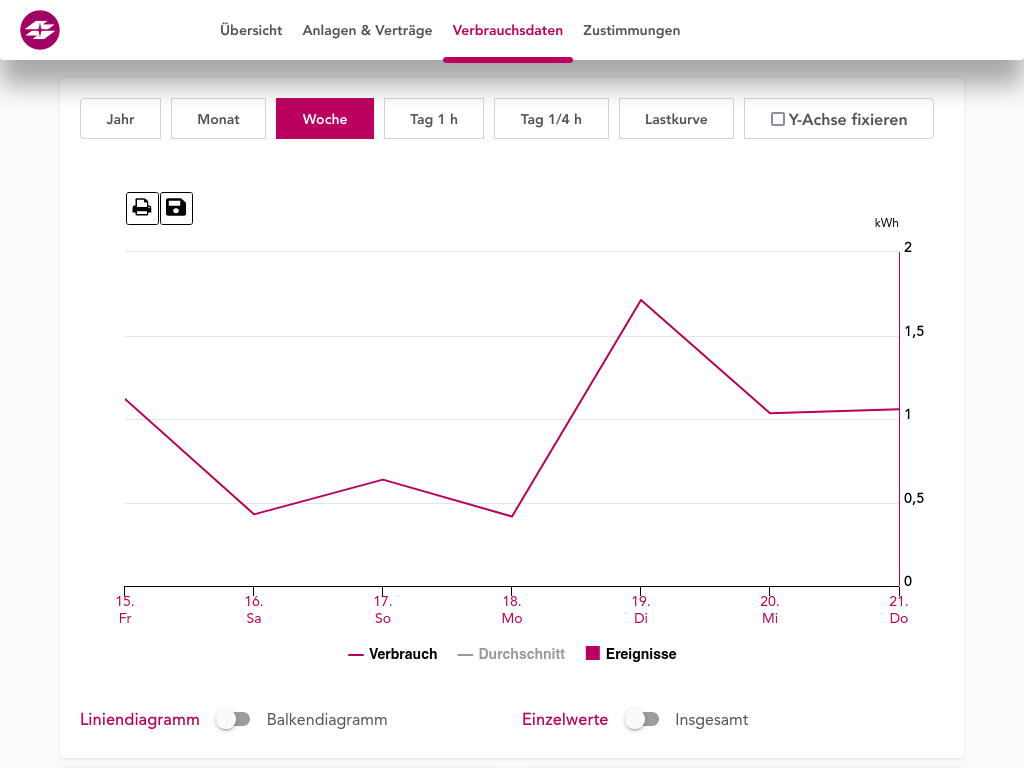 Übersicht Anlagen & Verträge Verbrauchsdaten Zustimmungen
Jahr Monat Woche Tag 1 h Tag 1/4 h Lastkurve Y-Achse fixieren
kWh
2
1,5
1
0,5
0
15. 16. 17. 18. 19. 20. 21.
Fr Sa So Mo Di Mi Do
Verbrauch Durchschnitt Ereignisse
Liniendiagramm Balkendiagramm Einzelwerte Insgesamt